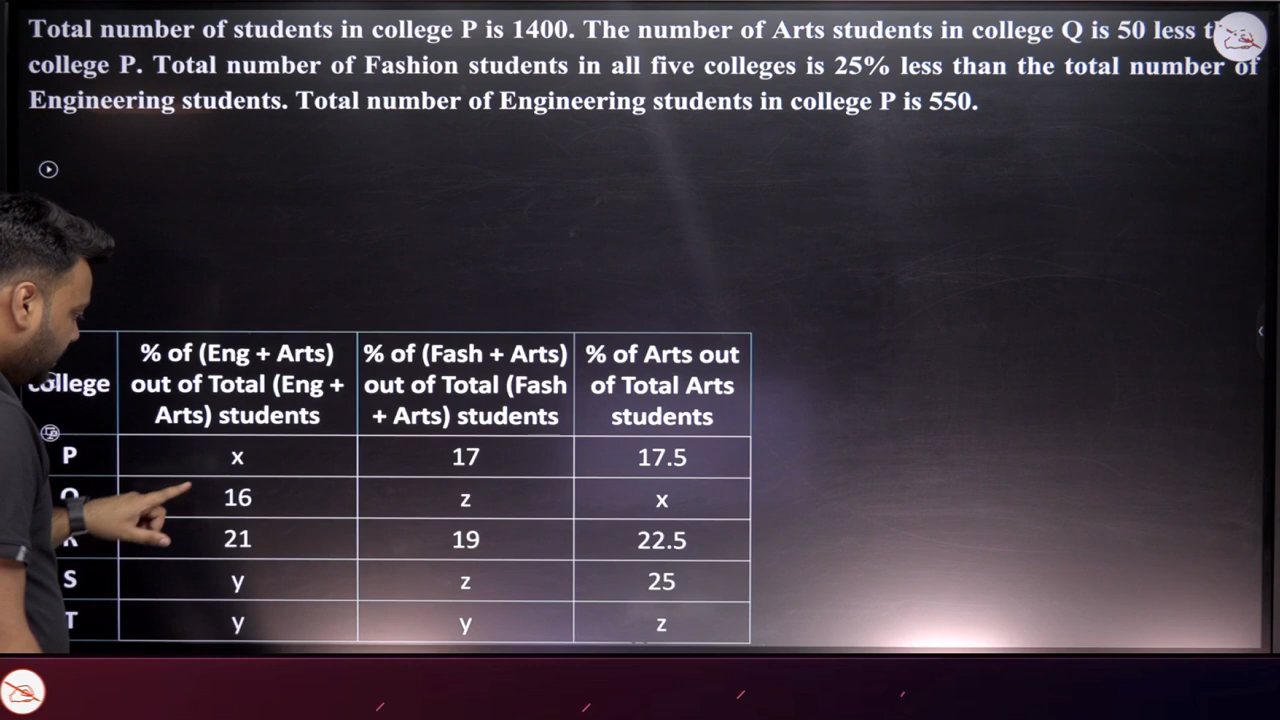 Total number of students in college P is 1400. The number of Arts students in college Q is 50 less
college P. Total number of Fashion students in all five colleges is 25% less than the total number of
Engineering students. Total number of Engineering students in college P is 550.
college % of (Eng + Arts) out of Total (Eng + Arts) students % of (Fash + Arts) out of Total (Fash + Arts) students % of Arts out of Total Arts students
P x 17 17.5
16 z x
21 19 22.5
S y z 25
T y y z